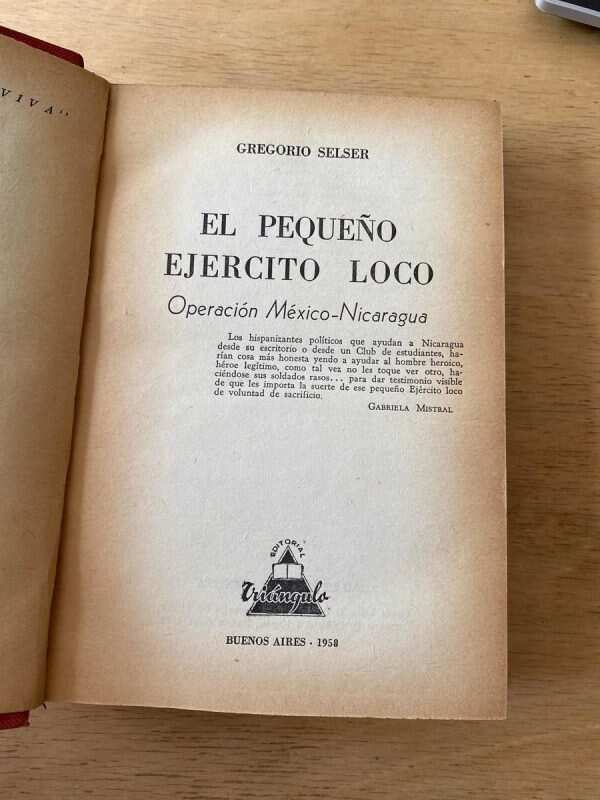 VIVA"
GREGORIO SELSER
EL PEQUEÑO
EJERCITO LOCO
Operación México-Nicaragua
Los hispanizantes políticos que ayudan a Nicaragua
desde su escritorio o desde un Club de estudiantes, ha-
rían cosa más honesta yendo a ayudar al hombre heroico,
héroe legítimo, como tal vez no les toque ver otro, ha-
ciéndose sus soldados rasos... para dar testimonio visible
de que les importa la suerte de ese pequeño Ejército loco
de voluntad de sacrificio.
GABRIELA MISTRAL
EDITORIAL
Triángulo
BUENOS AIRES - 1958